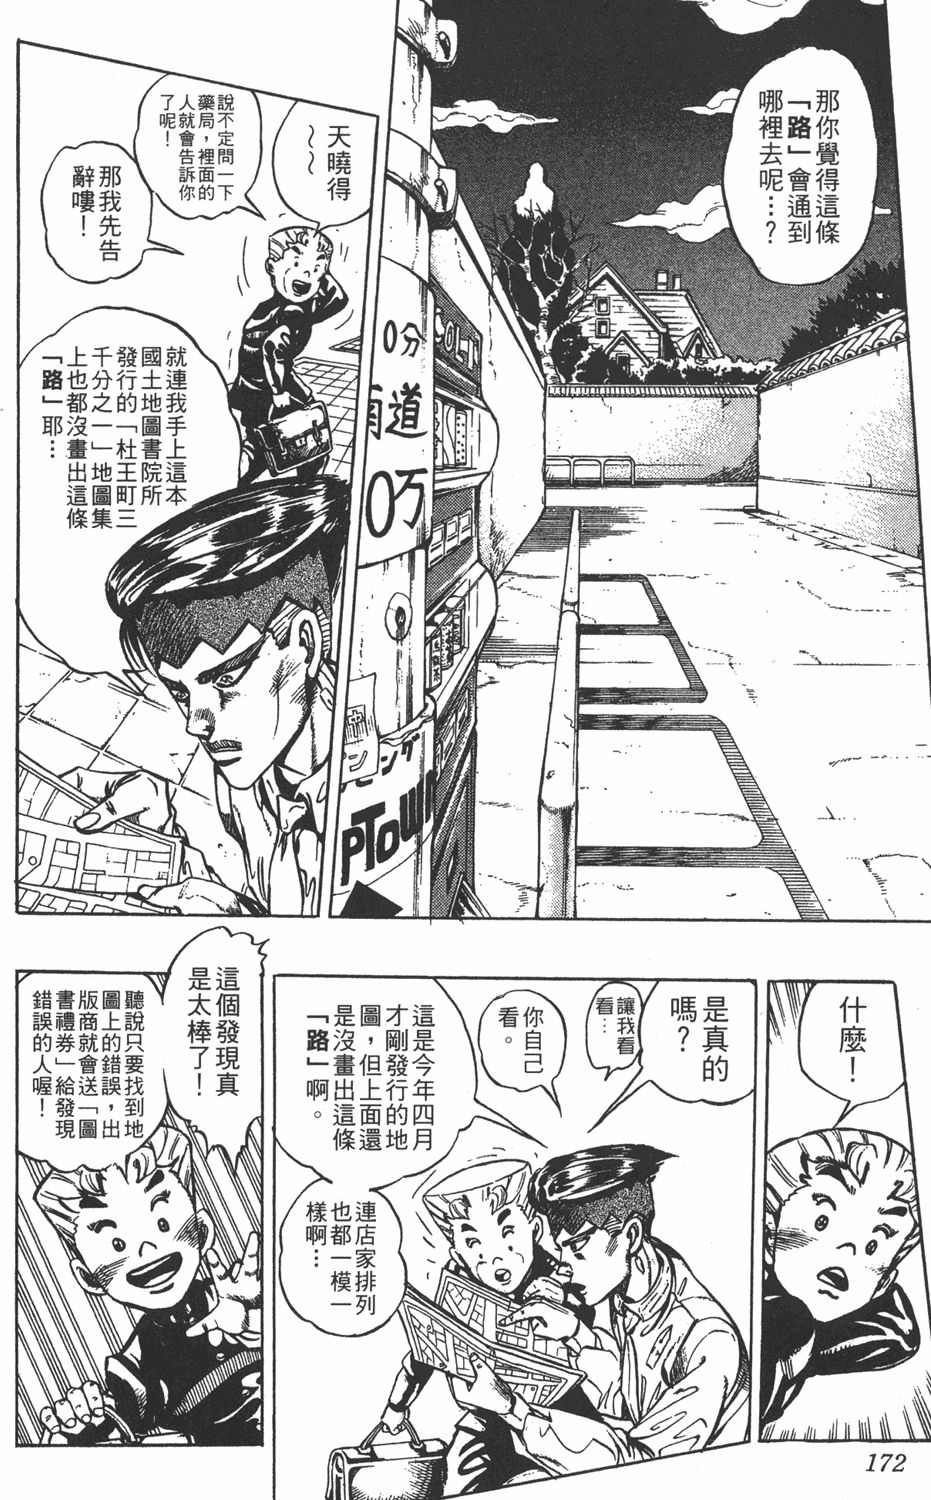 那你覺得這條
「路」會通到
哪裡去呢…?
COLT
0分
道
南
0万
ピング
PTOWN
天曉得
~~
說不定問一下
藥局，裡面的
人就會告訴你
了呢！
那我先告
辭嘍！
就連我手上這本
國土地圖書院所
發行的「杜王町三
千分之一」地圖集
上也都沒畫出這條
「路」耶…
什麼！
是真的
嗎？
讓我看
看…
你自己
看。
這是今年四月
才剛發行的地
圖，但上面還
是沒畫出這條
「路」啊。
連店家排列
也都一模一
樣啊…
這個發現真
是太棒了！
聽說只要找到地
圖上的錯誤，出
版商就會送「圖
書禮券」給發現
錯誤的人喔！
172